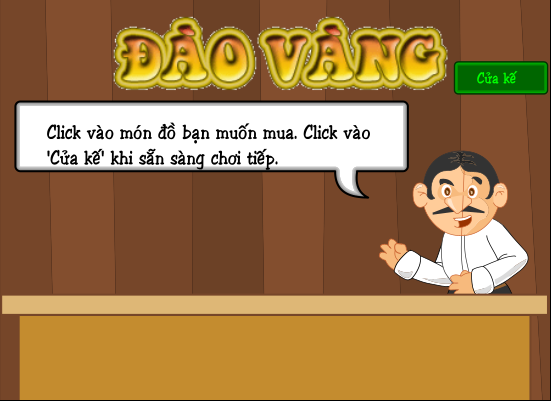 ĐÀO VÀNG
Cửa kế
Click vào món đồ bạn muốn mua. Click vào
'Cửa kế' khi sẵn sàng chơi tiếp.